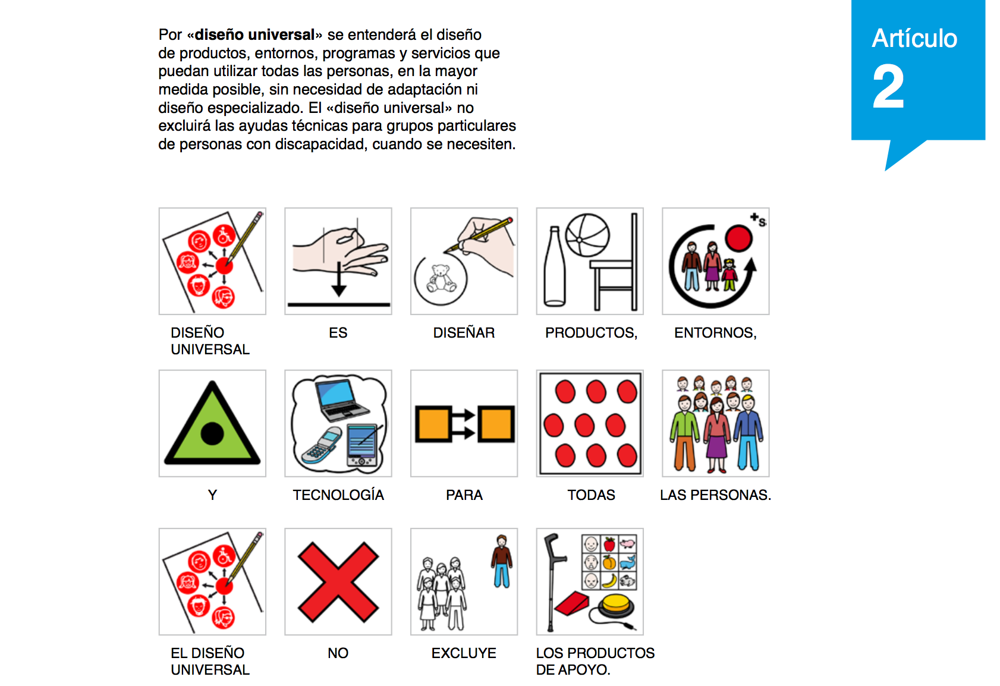 Por «diseño universal» se entenderá el diseño
de productos, entornos, programas y servicios que
puedan utilizar todas las personas, en la mayor
medida posible, sin necesidad de adaptación ni
diseño especializado. El «diseño universal» no
excluirá las ayudas técnicas para grupos particulares
de personas con discapacidad, cuando se necesiten.
Artículo
2
+s
DISEÑO
UNIVERSAL
ES
DISEÑAR
PRODUCTOS,
ENTORNOS,
Y
TECNOLOGÍA
PARA
TODAS
LAS PERSONAS.
EL DISEÑO
UNIVERSAL
NO
EXCLUYE
LOS PRODUCTOS
DE APOYO.